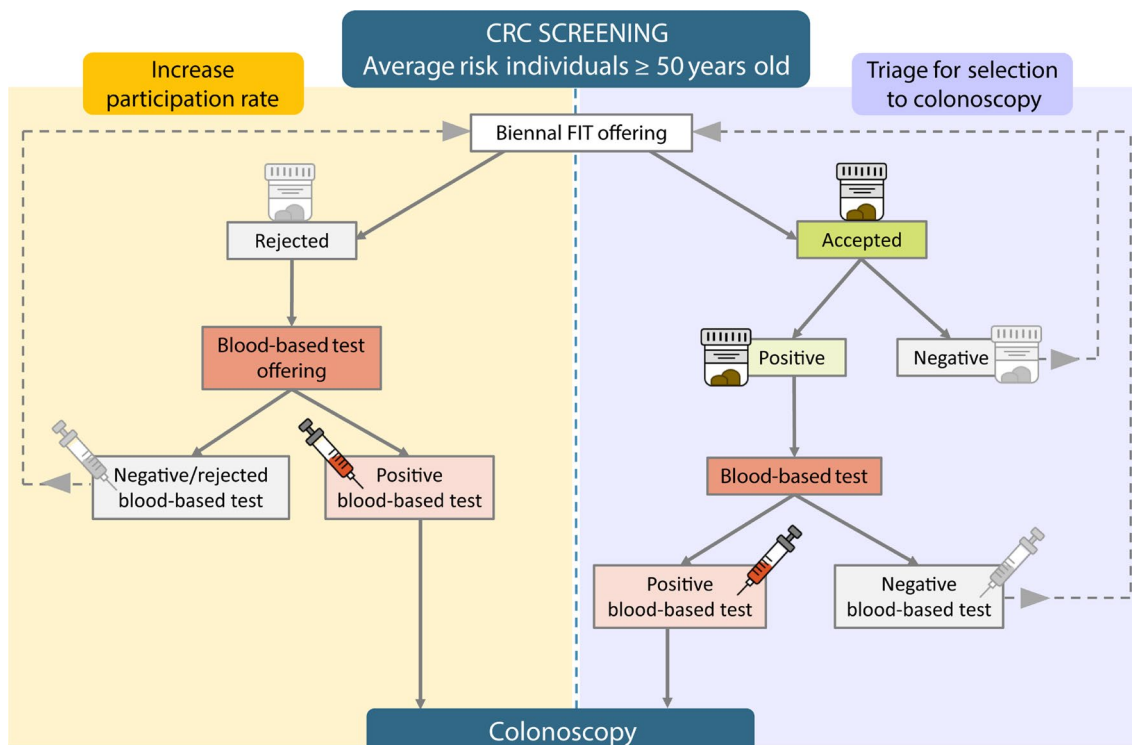 CRC SCREENING
Average risk individuals ≥ 50 years old
Increase
participation rate
Triage for selection
to colonoscopy
Biennal FIT offering
Rejected
Accepted
Blood-based test
offering
Positive
Negative
Negative/rejected
blood-based test
Positive
blood-based test
Blood-based test
Positive
blood-based test
Negative
blood-based test
Colonoscopy